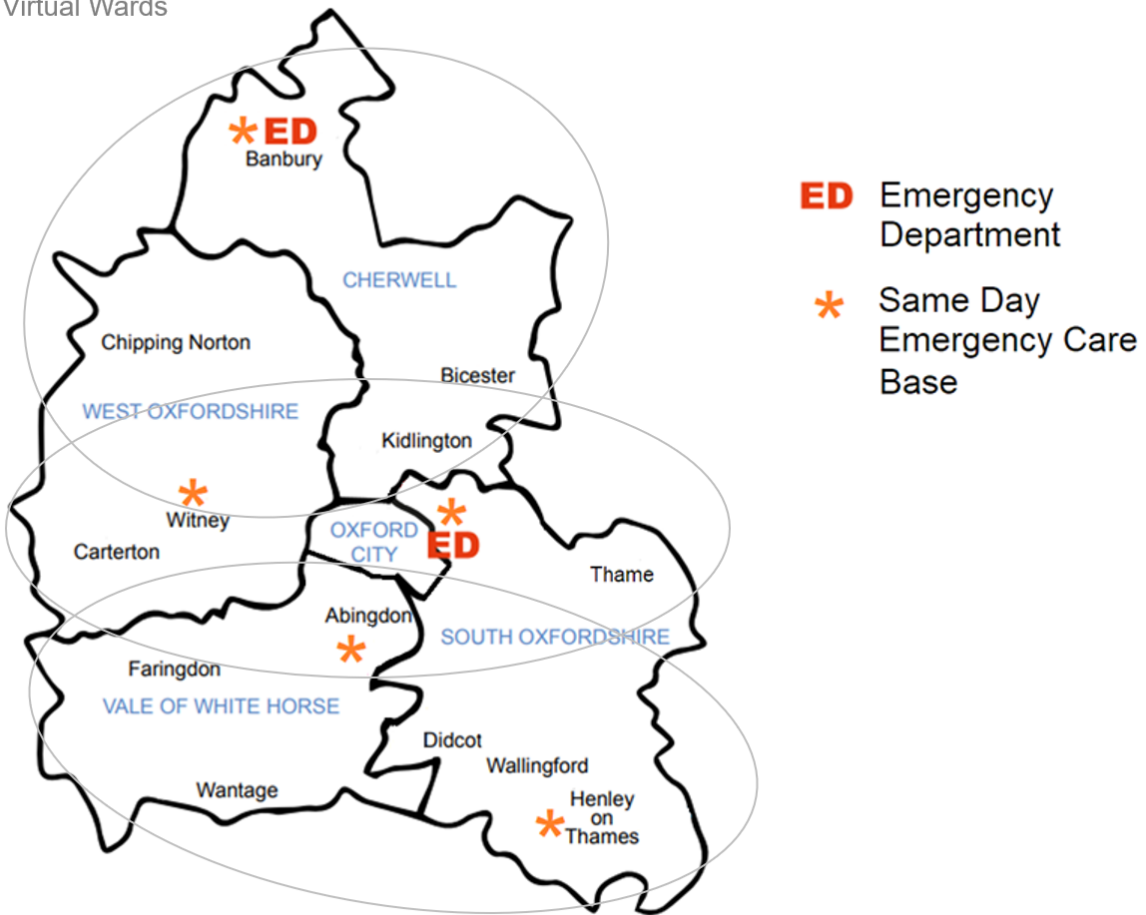 Virtual Wards
* ED
Banbury
CHERWELL
Chipping Norton
Bicester
WEST OXFORDSHIRE
Kidlington
*
Witney
Carterton
OXFORD
CITY
*
ED
Thame
Abingdon
*
SOUTH OXFORDSHIRE
Faringdon
VALE OF WHITE HORSE
Didcot
Wallingford
Wantage
Henley
on
* Thames
ED Emergency
Department
* Same Day
Emergency Care
Base